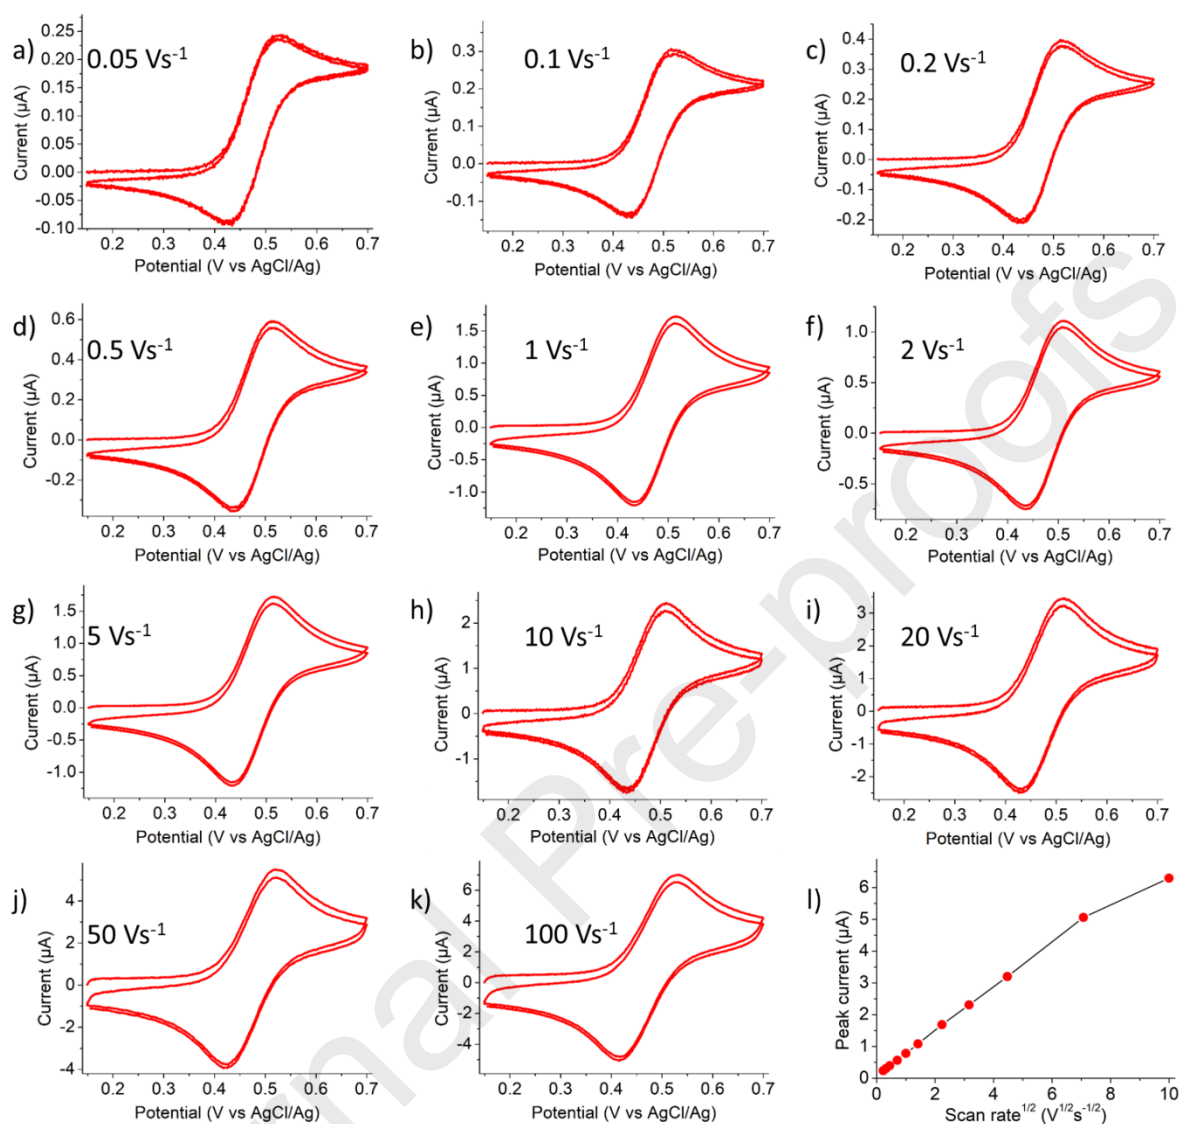 a)
0.05 Vs⁻¹
0.25
0.20
0.15
0.10
0.05
0.00
-0.05
-0.10
Current (µA)
0.2 0.3 0.4 0.5 0.6 0.7
Potential (V vs AgCl/Ag)
b)
0.1 Vs⁻¹
0.3
0.2
0.1
0.0
-0.1
Current (µA)
0.2 0.3 0.4 0.5 0.6 0.7
Potential (V vs AgCl/Ag)
c)
0.2 Vs⁻¹
0.4
0.3
0.2
0.1
0.0
-0.1
-0.2
Current (µA)
0.2 0.3 0.4 0.5 0.6 0.7
Potential (V vs AgCl/Ag)
d)
0.5 Vs⁻¹
0.6
0.4
0.2
0.0
-0.2
Current (µA)
0.2 0.3 0.4 0.5 0.6 0.7
Potential (V vs AgCl/Ag)
e)
1 Vs⁻¹
1.5
1.0
0.5
0.0
-0.5
-1.0
Current (µA)
0.2 0.3 0.4 0.5 0.6 0.7
Potential (V vs AgCl/Ag)
f)
2 Vs⁻¹
1.0
0.5
0.0
-0.5
Current (µA)
0.2 0.3 0.4 0.5 0.6 0.7
Potential (V vs AgCl/Ag)
g)
5 Vs⁻¹
1.5
1.0
0.5
0.0
-0.5
-1.0
Current (µA)
0.2 0.3 0.4 0.5 0.6 0.7
Potential (V vs AgCl/Ag)
h)
10 Vs⁻¹
2
1
0
-1
Current (µA)
0.2 0.3 0.4 0.5 0.6 0.7
Potential (V vs AgCl/Ag)
i)
20 Vs⁻¹
3
2
1
0
-1
-2
Current (µA)
0.2 0.3 0.4 0.5 0.6 0.7
Potential (V vs AgCl/Ag)
j)
50 Vs⁻¹
4
2
0
-2
-4
Current (µA)
0.2 0.3 0.4 0.5 0.6 0.7
Potential (V vs AgCl/Ag)
k)
100 Vs⁻¹
6
4
2
0
-2
-4
Current (µA)
0.2 0.3 0.4 0.5 0.6 0.7
Potential (V vs AgCl/Ag)
l)
6
5
4
3
2
1
0
Peak current (µA)
0 2 4 6 8 10
Scan rate¹ᐟ² (V¹ᐟ²s⁻¹ᐟ²)
rnal Pre-proofs